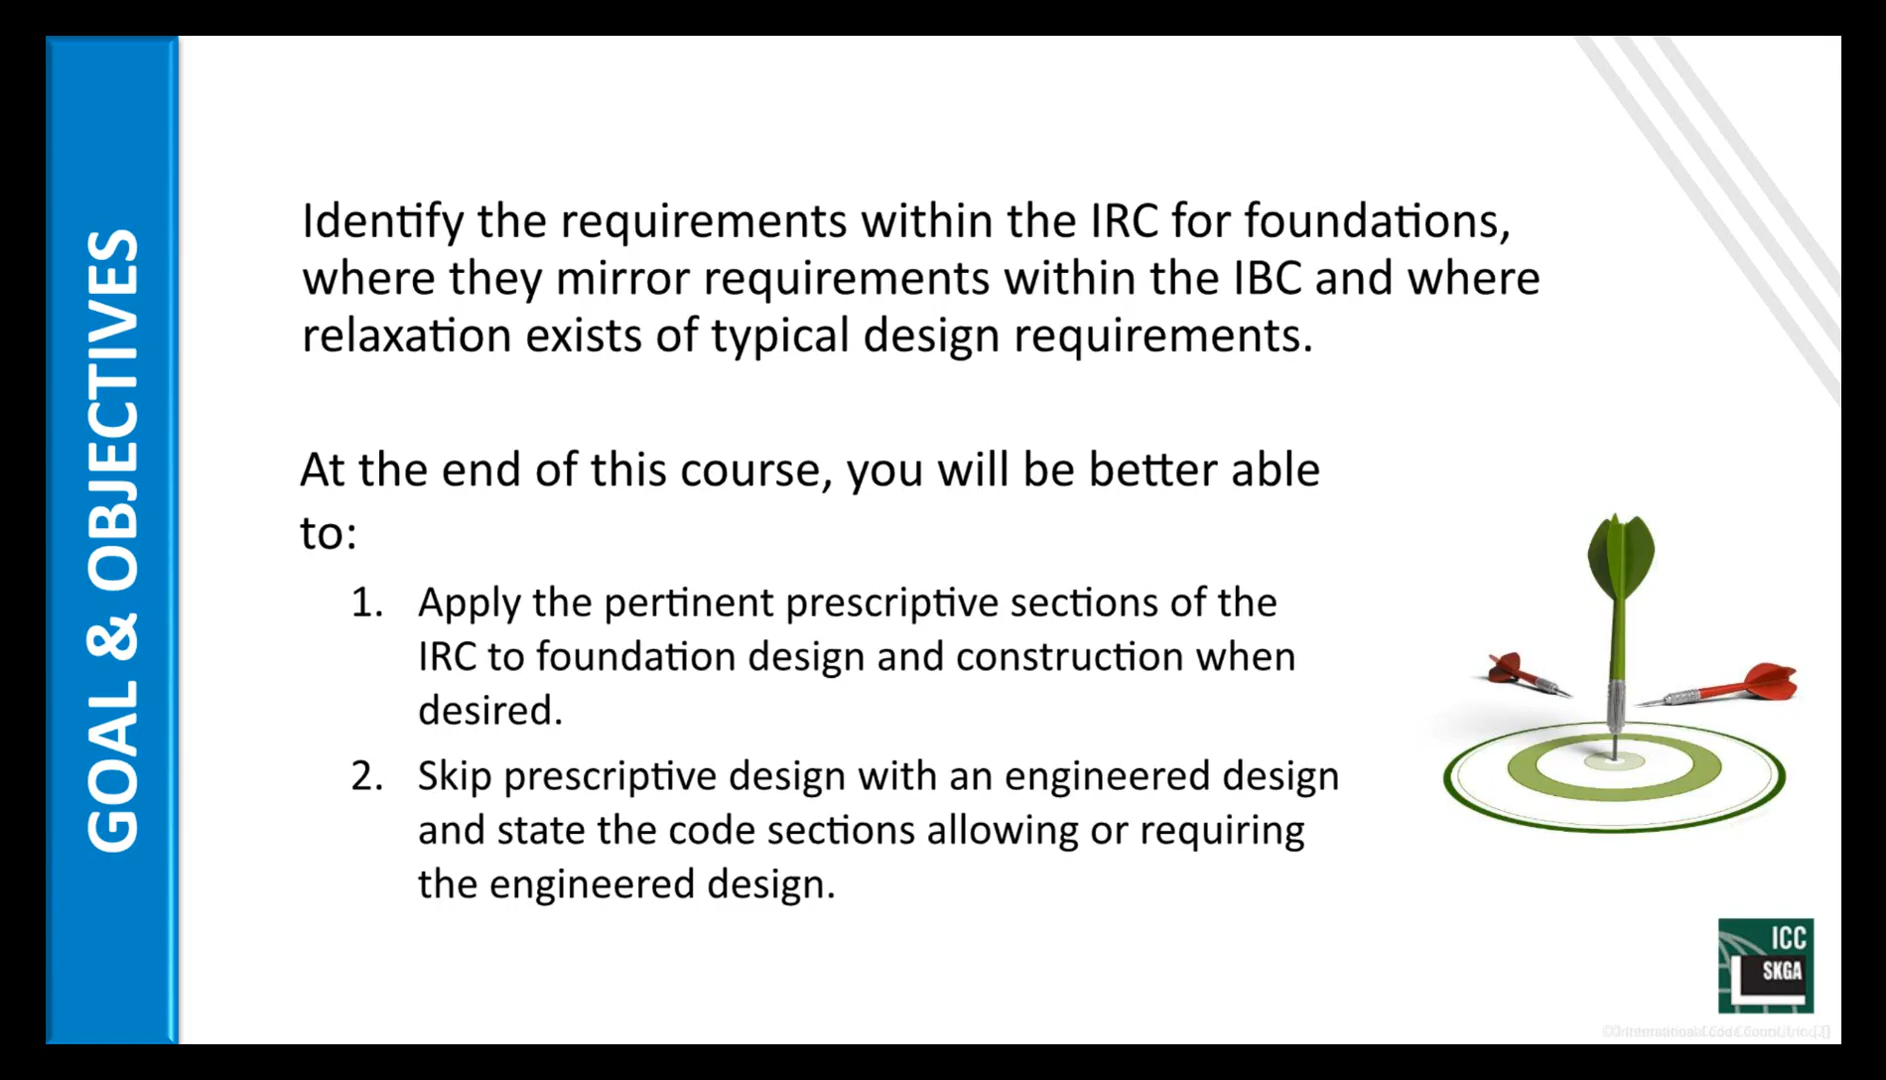 GOAL & OBJECTIVES
Identify the requirements within the IRC for foundations,
where they mirror requirements within the IBC and where
relaxation exists of typical design requirements.
At the end of this course, you will be better able
to:
1. Apply the pertinent prescriptive sections of the
IRC to foundation design and construction when
desired.
2. Skip prescriptive design with an engineered design
and state the code sections allowing or requiring
the engineered design.
ICC
SKGA